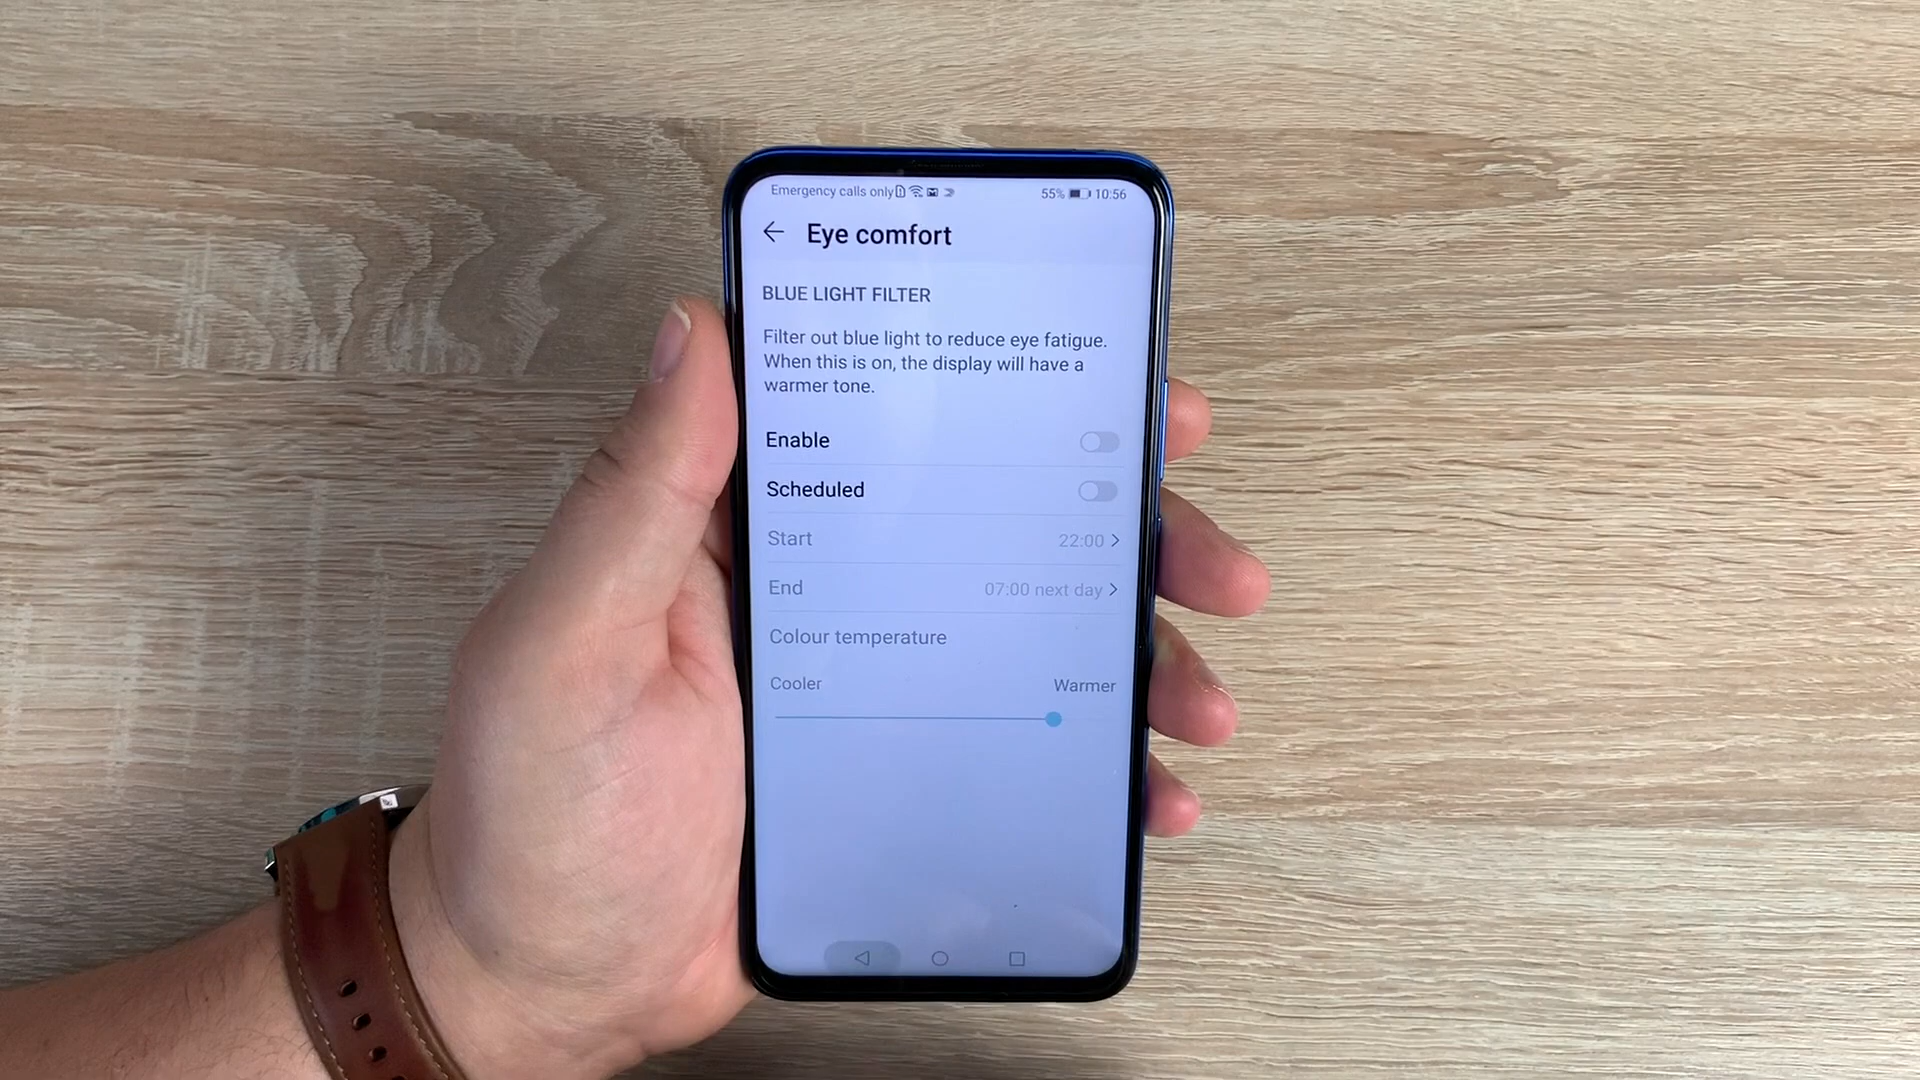 Emergency calls only 55% 10:56
Eye comfort
BLUE LIGHT FILTER
Filter out blue light to reduce eye fatigue.
When this is on, the display will have a
warmer tone.
Enable
Scheduled
Start 22:00
End 07:00 next day
Colour temperature
Cooler Warmer